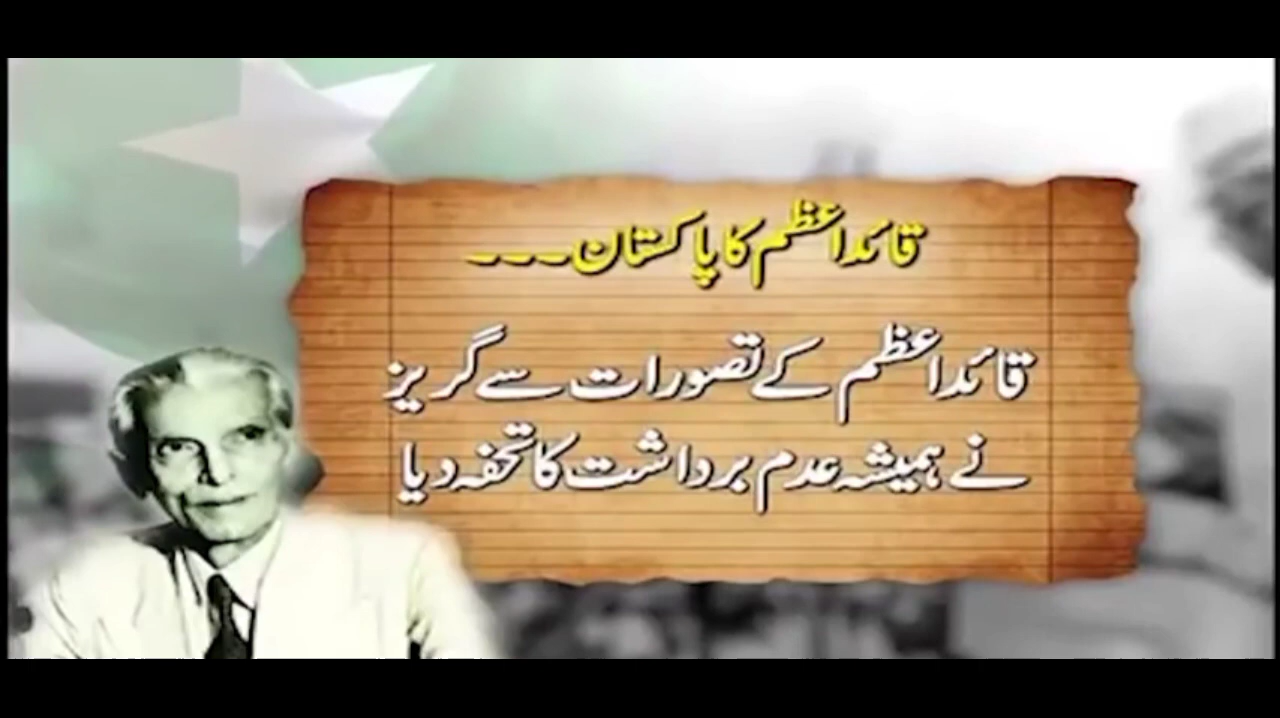 قائداعظم کا پاکستان۔۔۔
قائداعظم کے تصورات سے گریز
نے ہمیشہ عدم برداشت کا تحفہ دیا